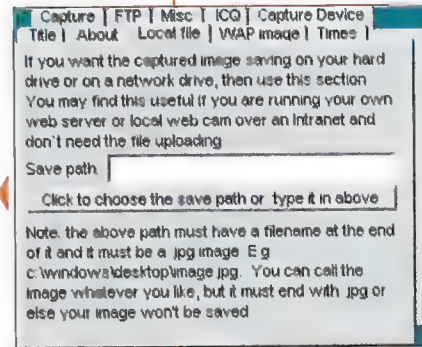 Capture | FTP | Misc | ICQ | Capture Device
Title | About Local file | WAP image | Times
If you want the captured image saving on your hard
drive or on a network drive, then use this section
You may find this useful if you are running your own
web server or local web cam over an Intranet and
don't need the file uploading
Save path
Click to choose the save path or type it in above
Note. the above path must have a filename at the end
of it and it must be a jpg image E g
c:\windows\desktop\image jpg. You can call the
image whatever you like, but it must end with jpg or
else your image won't be saved